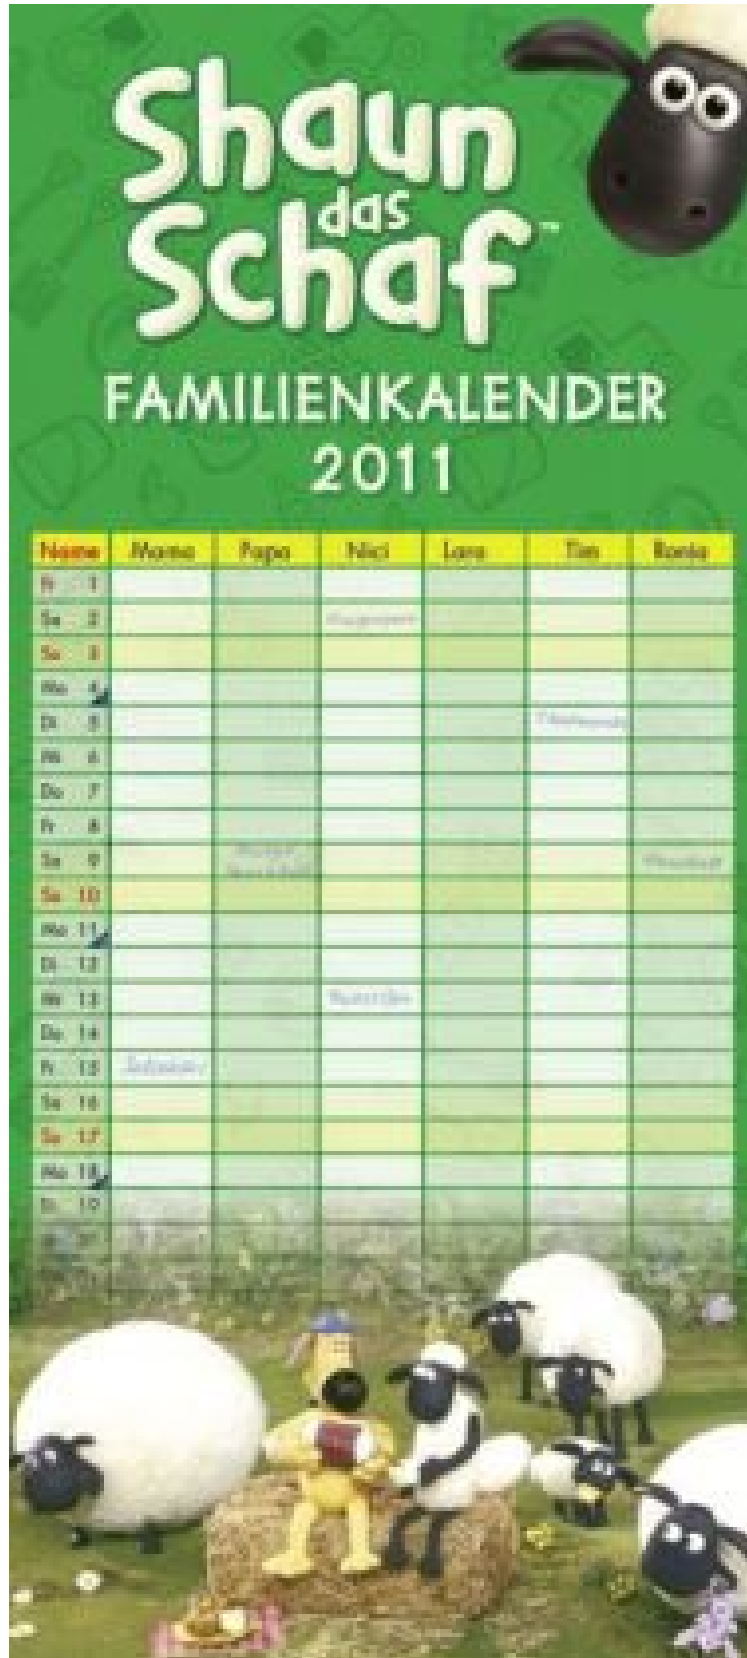 Shaun
das
Schaf™
FAMILIENKALENDER
2011
Name Mama Papa Nici Lara Tim Ronia
Fr 1
Sa 2
So 3
Mo 4
Di 5
Mi 6
Do 7
Fr 8
Sa 9
So 10
Mo 11
Di 12
Mi 13
Do 14
Fr 15
Sa 16
So 17
Mo 18
Di 19